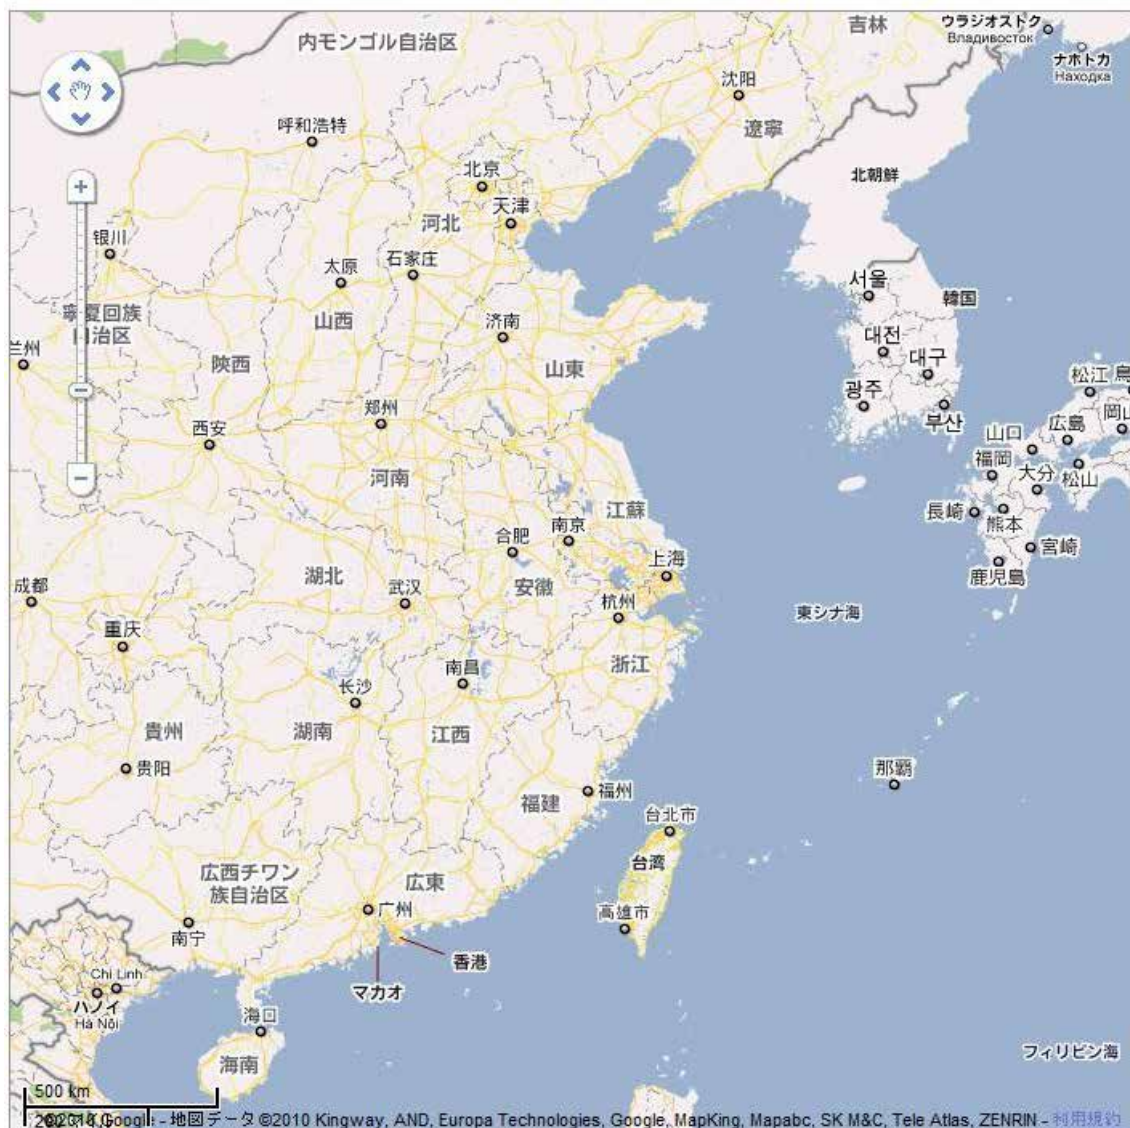 吉林
ウラジオストク
Владивосток
内モンゴル自治区
ナホトカ
Находка
沈阳
遼寧
呼和浩特
北朝鮮
北京
天津
河北
银川
石家庄
太原
서울
韓国
寧夏回族
自治区
山西
济南
대전
兰州
陝西
山東
대구
松江
鳥
광주
부산
郑州
西安
広島
岡山
山口
河南
福岡
大分
松山
江蘇
長崎
熊本
合肥
南京
宮崎
上海
鹿児島
湖北
安徽
成都
武汉
杭州
東シナ海
重庆
浙江
南昌
长沙
貴州
湖南
江西
那覇
贵阳
福建
福州
台北市
台湾
広西チワン
族自治区
広東
广州
高雄市
南宁
香港
Chi Linh
マカオ
ハノイ
Hà Nội
海口
フィリピン海
海南
500 km
©2010 Google - 地図データ ©2010 Kingway, AND, Europa Technologies, Google, MapKing, Mapabc, SK M&C, Tele Atlas, ZENRIN - 利用規約